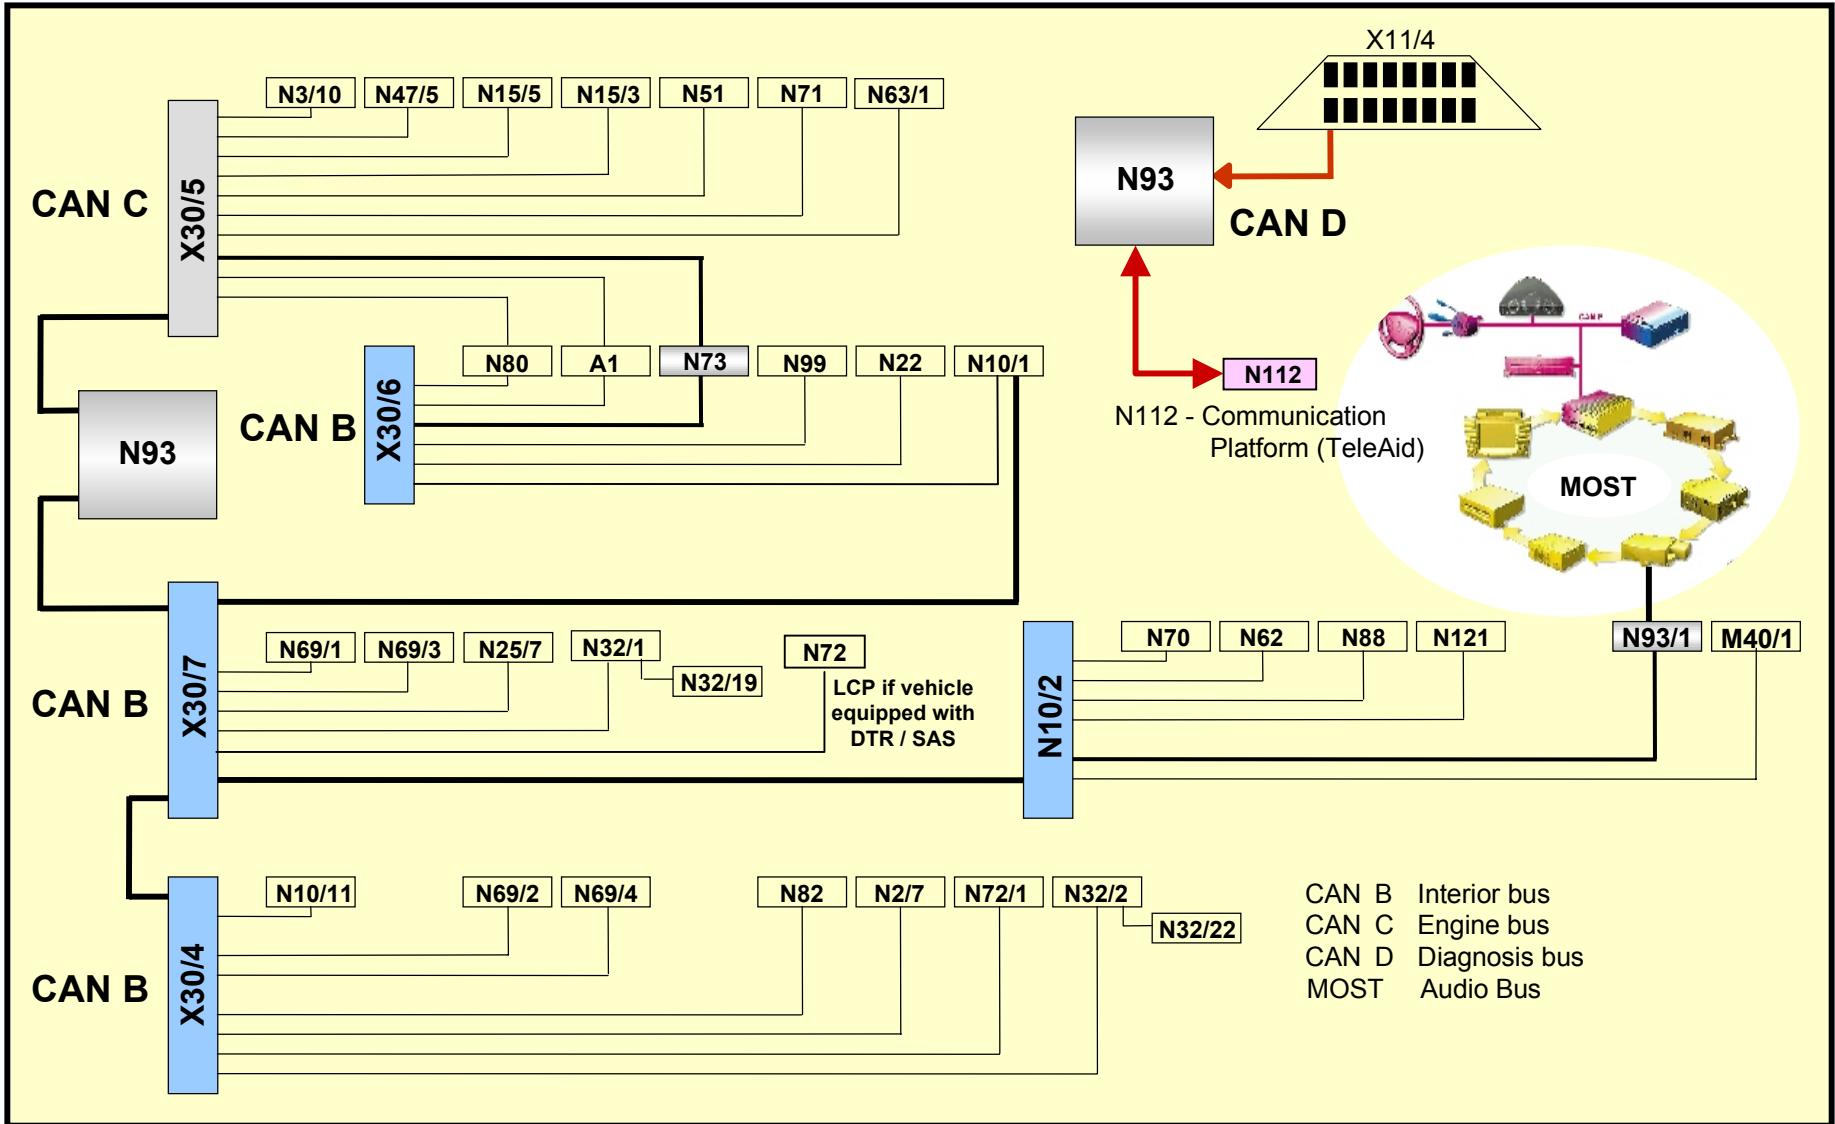 X11/4
N3/10 N47/5 N15/5 N15/3 N51 N71 N63/1
X30/5
CAN C
N93
CAN D
CAN B
N80 A1 N73 N99 N22 N10/1
X30/6
CAN B
N93
N112
N112 - Communication
Platform (TeleAid)
MOST
X30/7
CAN B
N69/1 N69/3 N25/7 N32/1
N32/19
N72
LCP if vehicle
equipped with
DTR / SAS
N10/2
N70 N62 N88 N121 N93/1 M40/1
X30/4
CAN B
N10/11 N69/2 N69/4 N82 N2/7 N72/1 N32/2
N32/22
CAN B Interior bus
CAN C Engine bus
CAN D Diagnosis bus
MOST Audio Bus